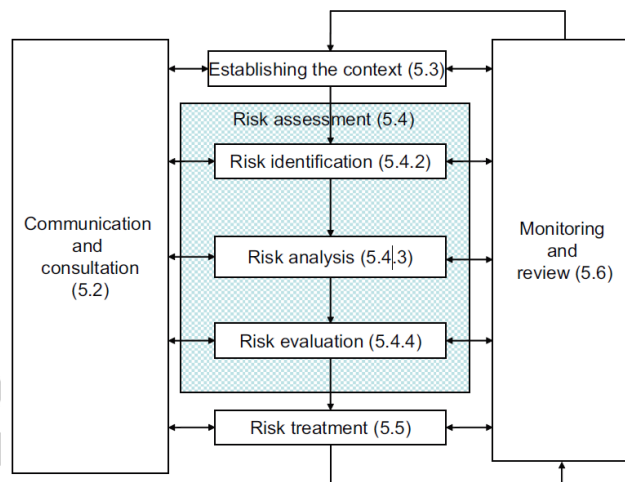 Establishing the context (5.3)
Risk assessment (5.4)
Risk identification (5.4.2)
Communication
and
consultation
(5.2)
Monitoring
and
review (5.6)
Risk analysis (5.4.3)
Risk evaluation (5.4.4)
Risk treatment (5.5)